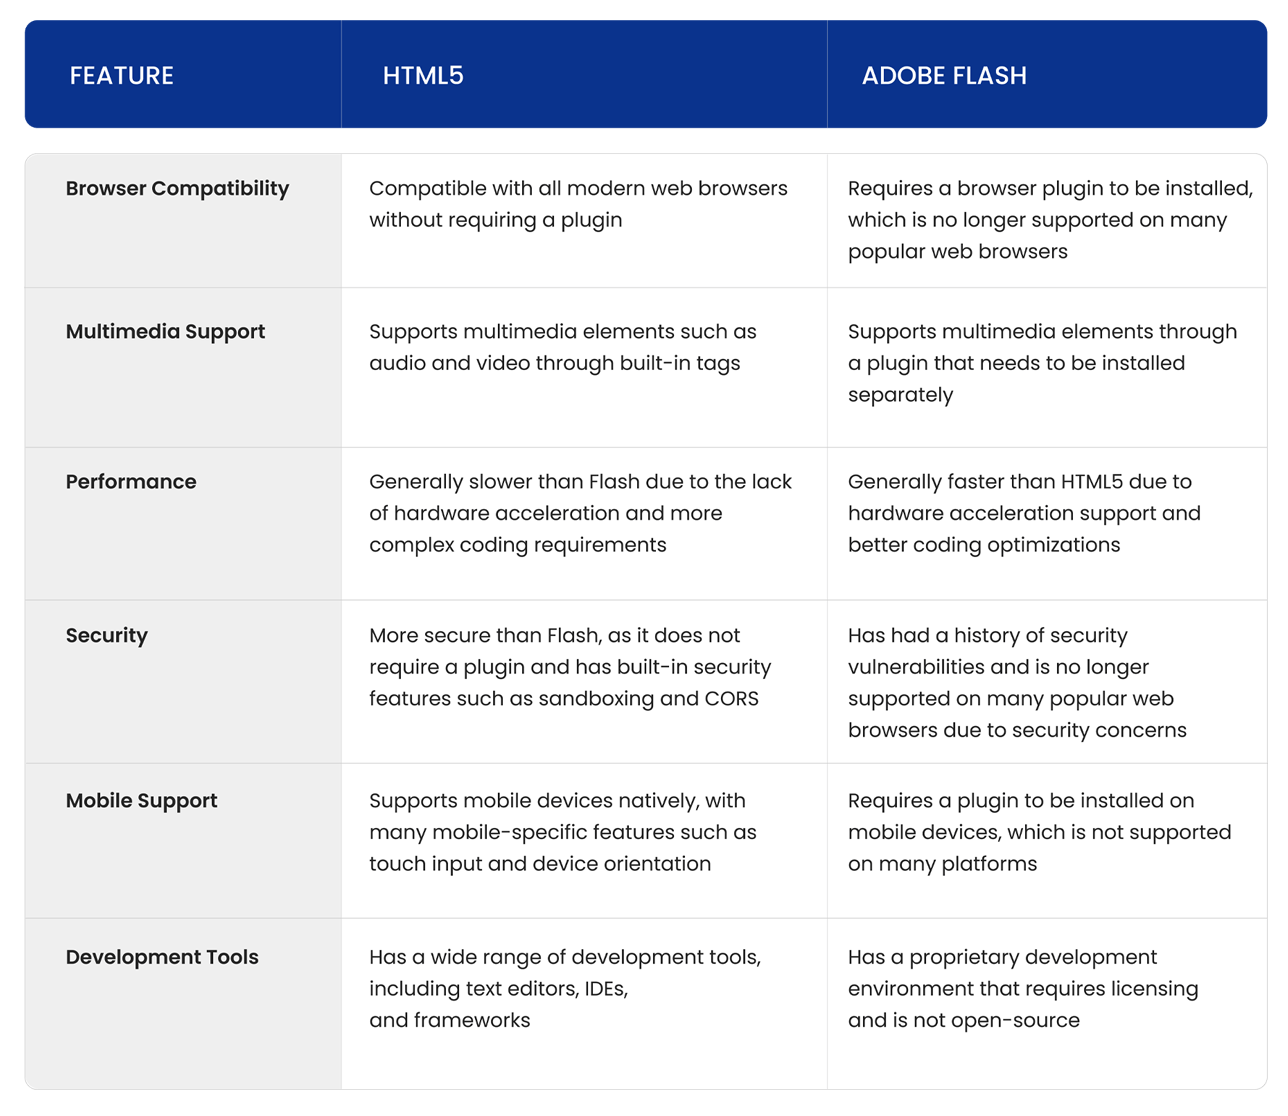 FEATURE
HTML5
ADOBE FLASH
Browser Compatibility
Compatible with all modern web browsers
without requiring a plugin
Requires a browser plugin to be installed,
which is no longer supported on many
popular web browsers
Multimedia Support
Supports multimedia elements such as
audio and video through built-in tags
Supports multimedia elements through
a plugin that needs to be installed
separately
Performance
Generally slower than Flash due to the lack
of hardware acceleration and more
complex coding requirements
Generally faster than HTML5 due to
hardware acceleration support and
better coding optimizations
Security
More secure than Flash, as it does not
require a plugin and has built-in security
features such as sandboxing and CORS
Has had a history of security
vulnerabilities and is no longer
supported on many popular web
browsers due to security concerns
Mobile Support
Supports mobile devices natively, with
many mobile-specific features such as
touch input and device orientation
Requires a plugin to be installed on
mobile devices, which is not supported
on many platforms
Development Tools
Has a wide range of development tools,
including text editors, IDEs,
and frameworks
Has a proprietary development
environment that requires licensing
and is not open-source